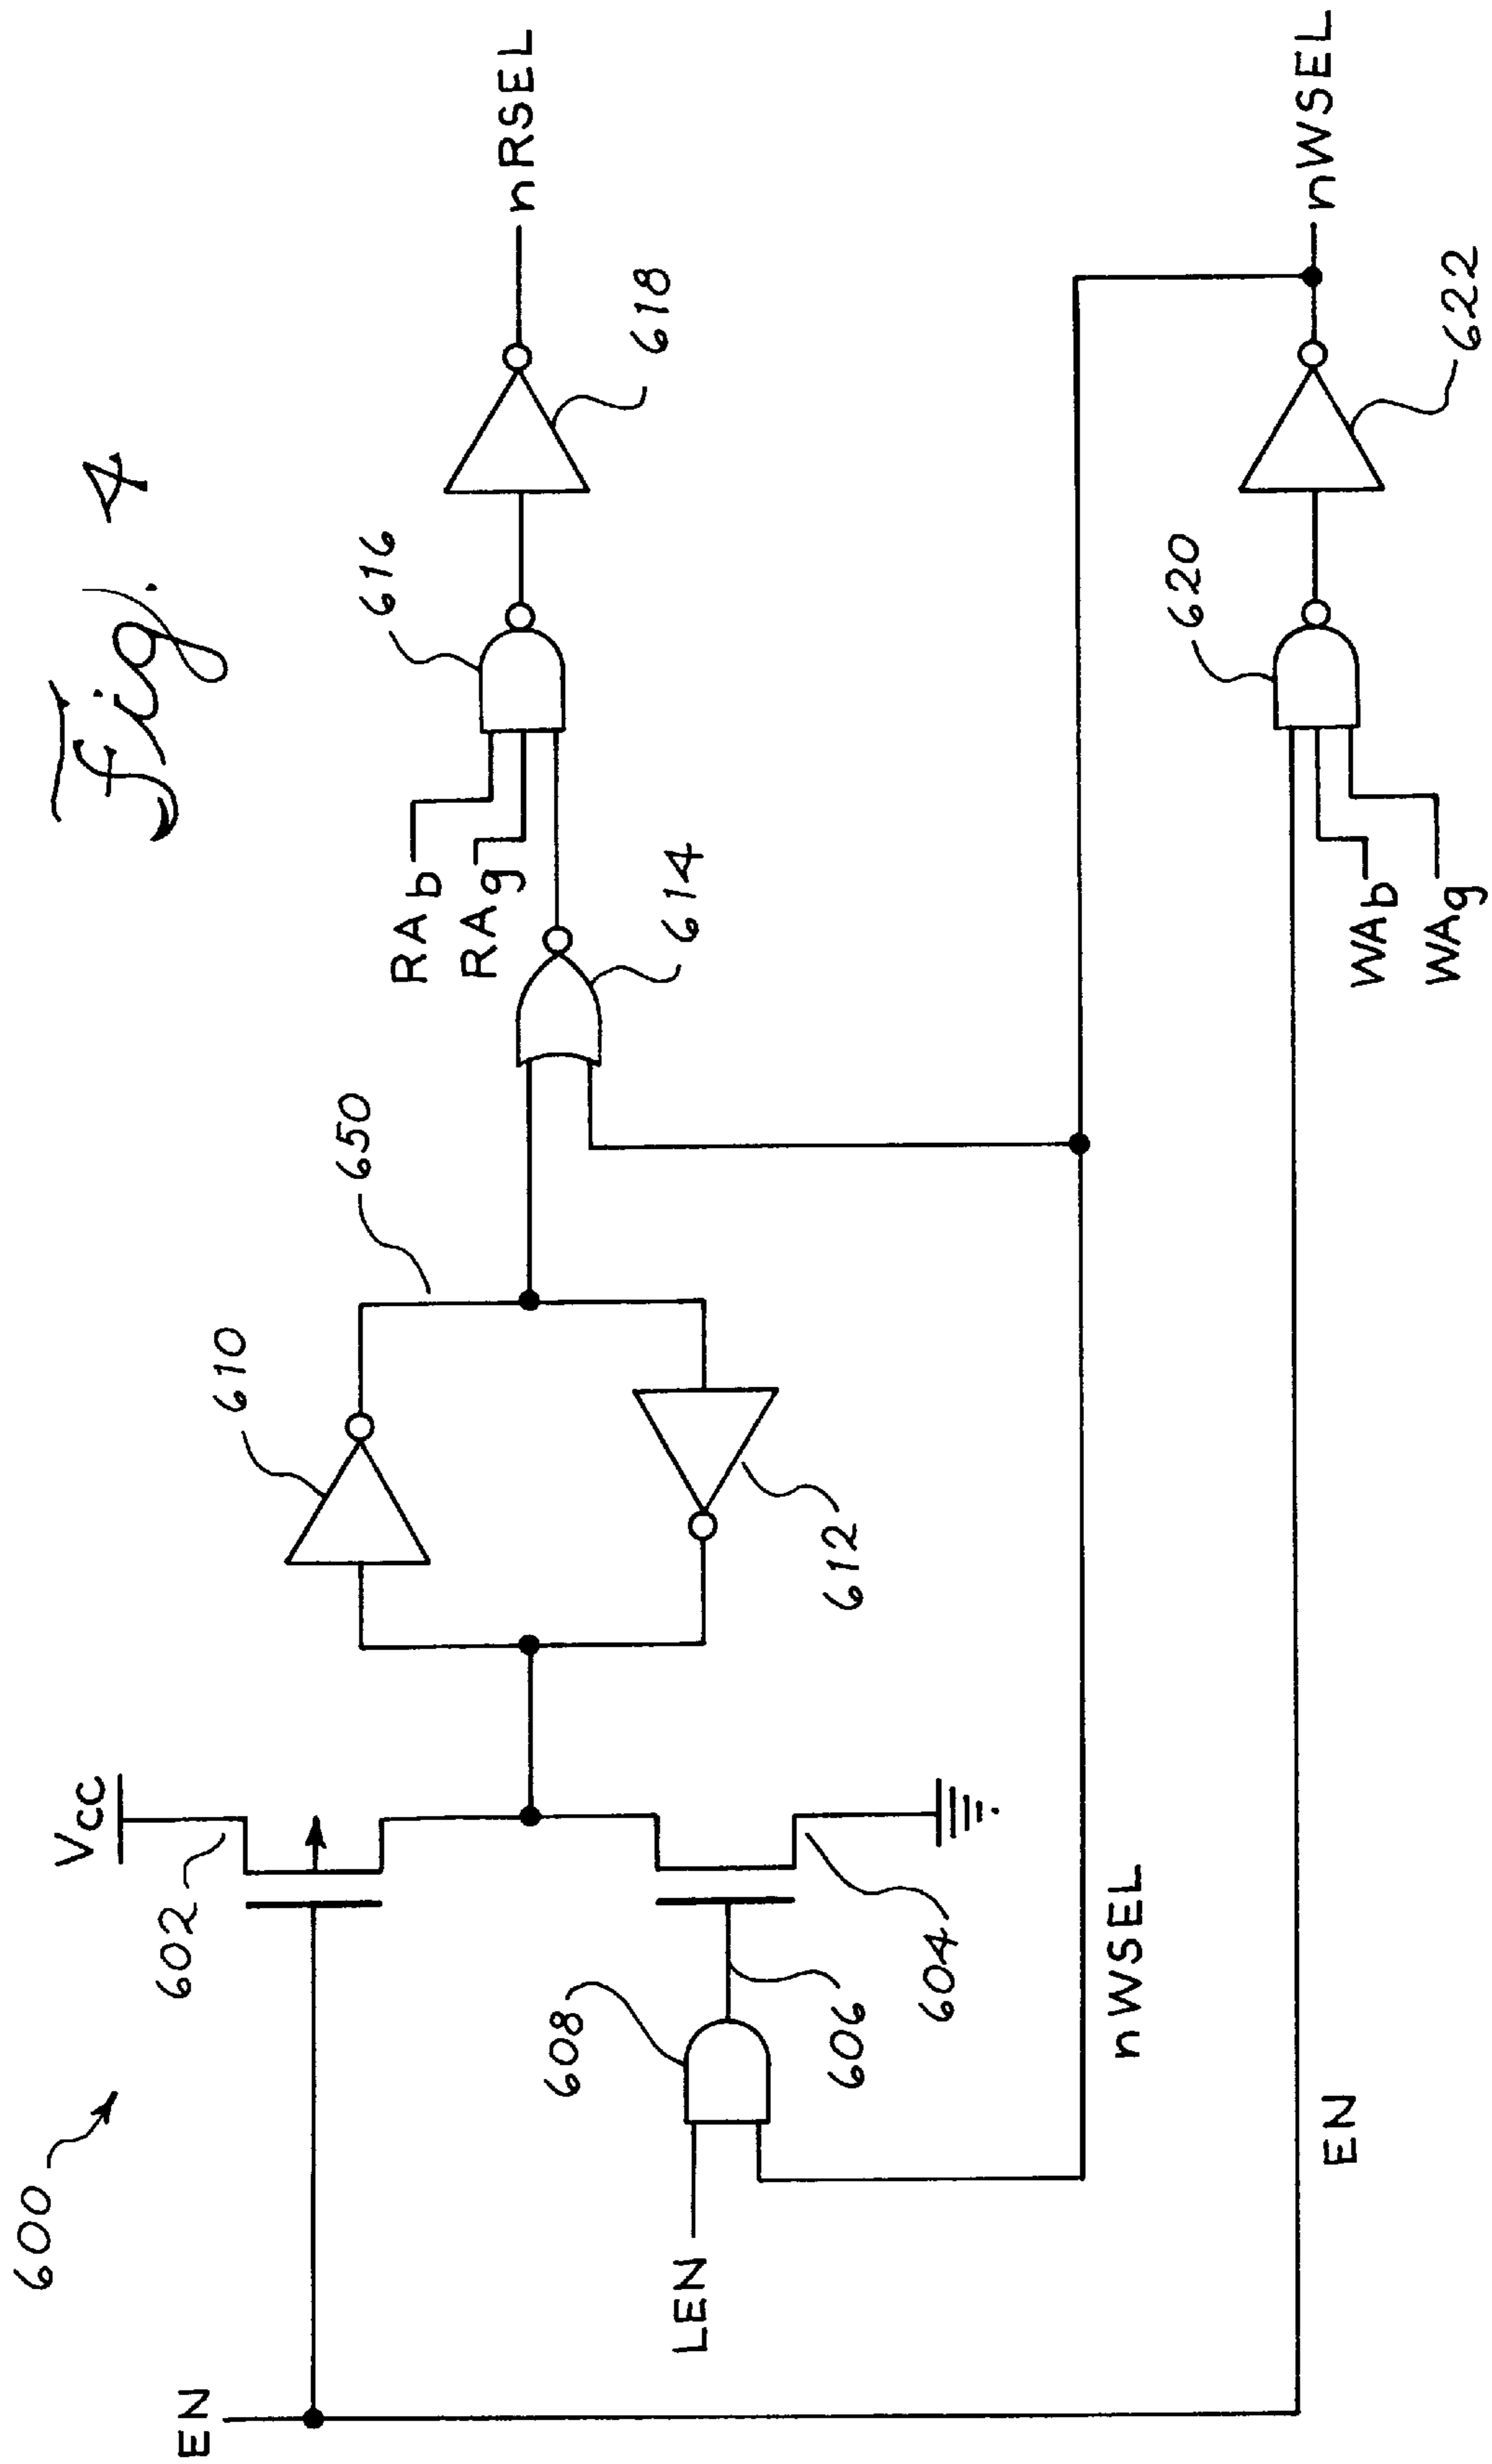 Fig. 4
600
EN
Vcc
602
LEN
608
606
604
610
612
650
614
RAb
RAg
616
618
nRSEL
nWSEL
EN
WAb
WAg
620
622
nWSEL